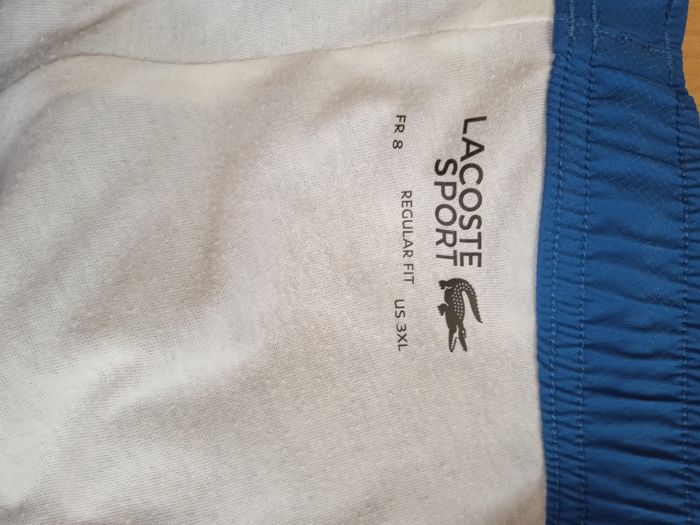 LACOSTE
SPORT
FR 8 REGULAR FIT US 3XL